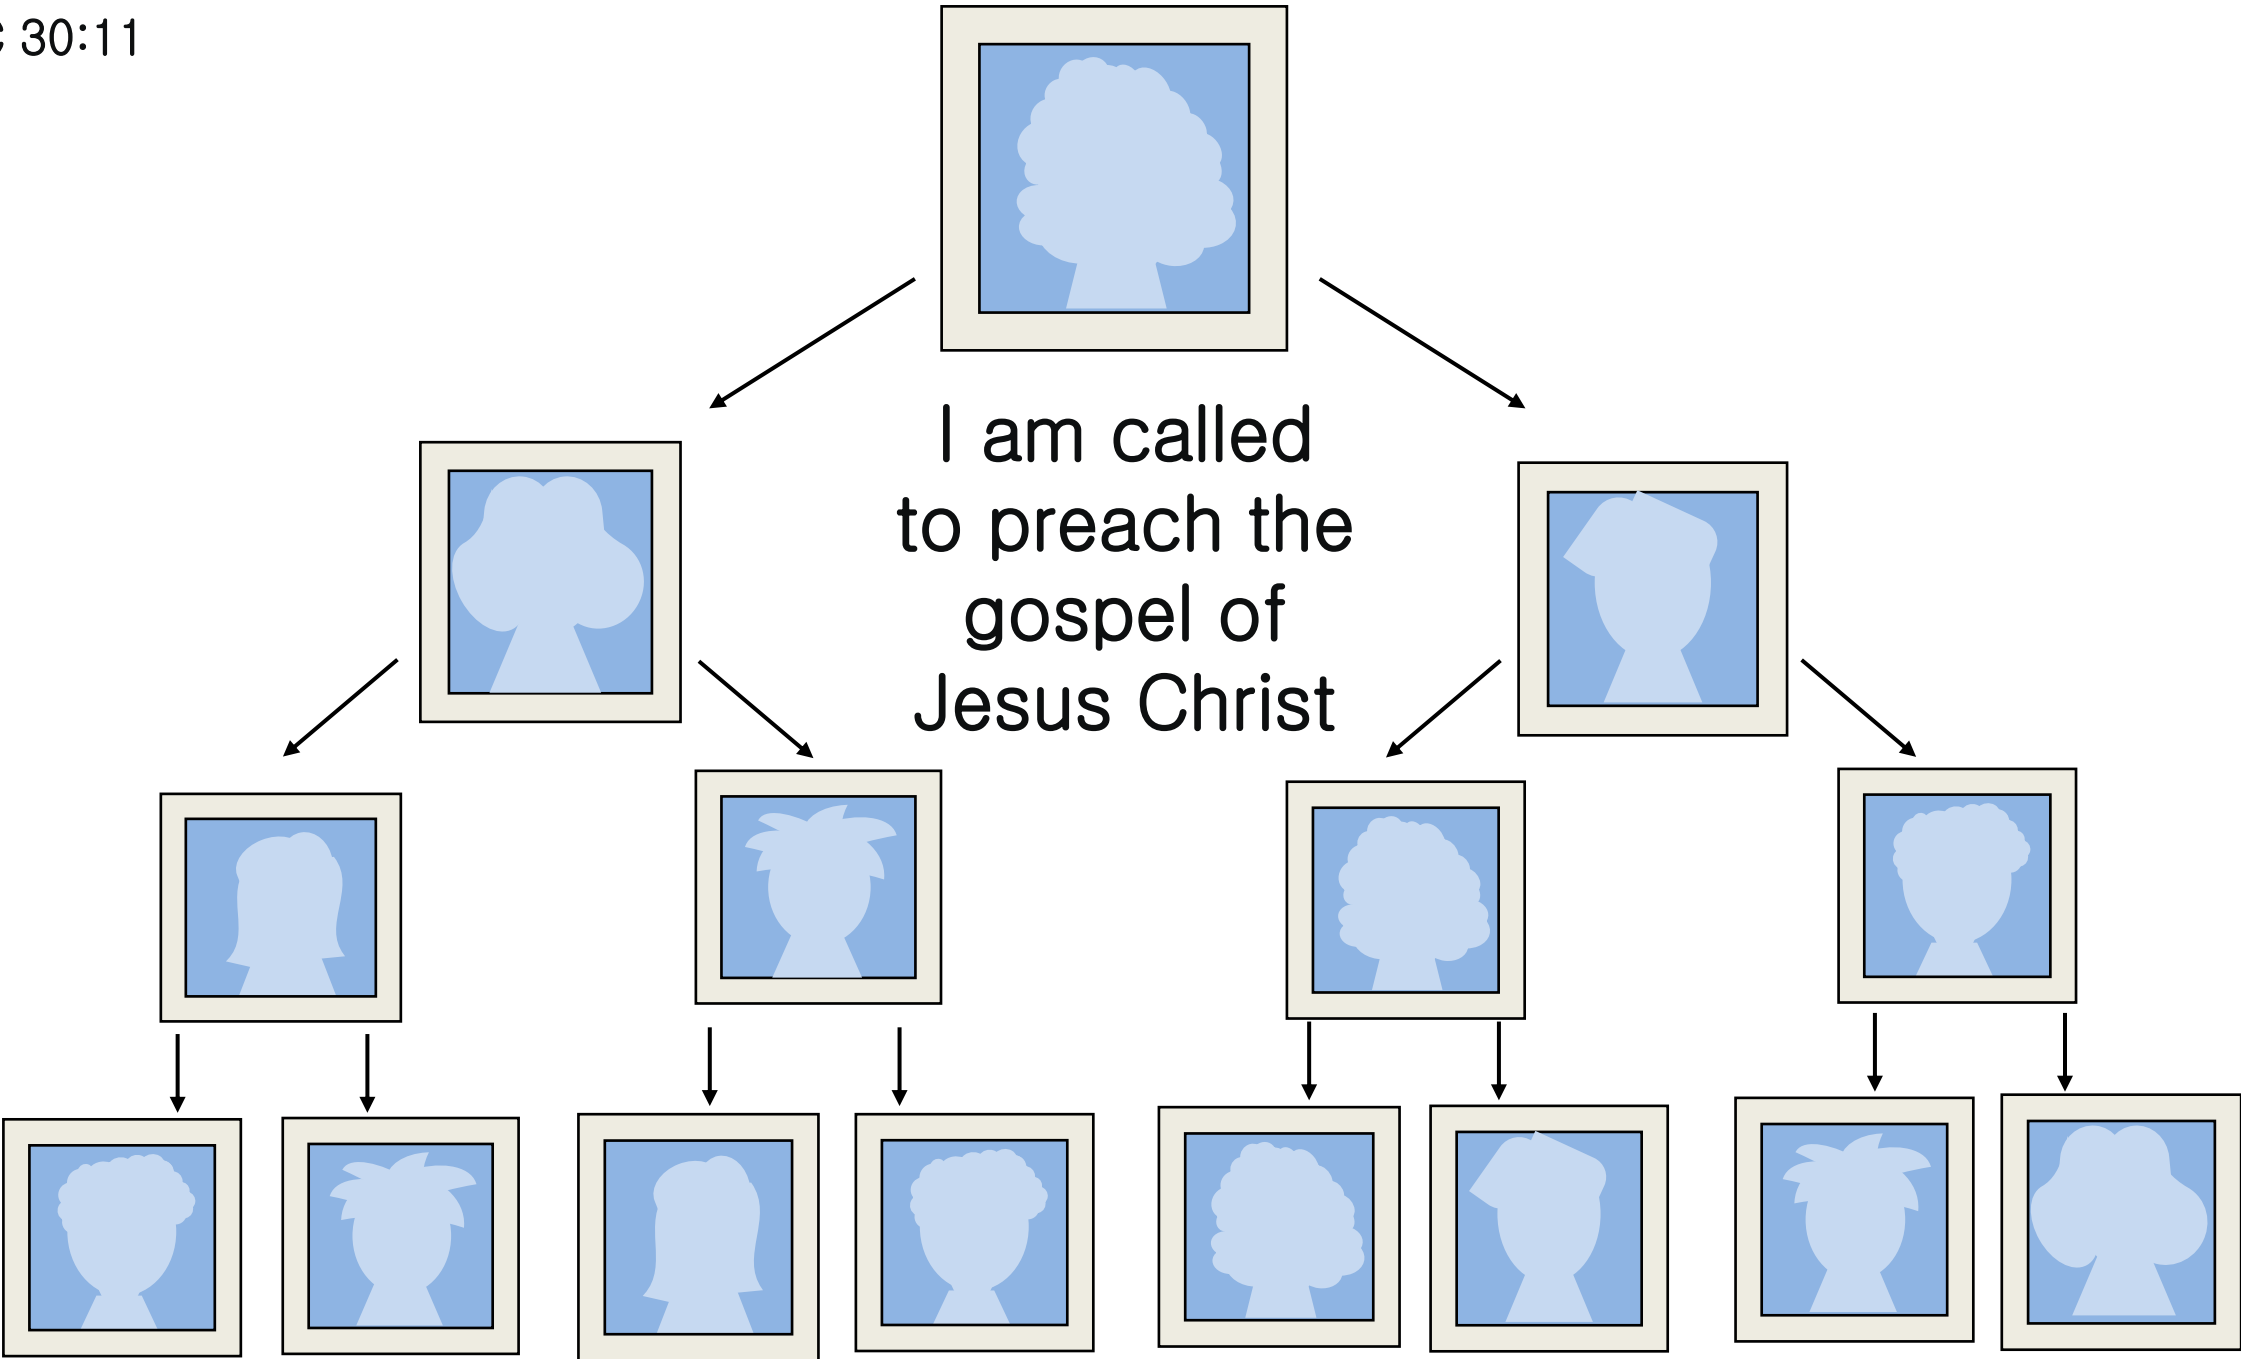 30:11
I am called
to preach the
gospel of
Jesus Christ